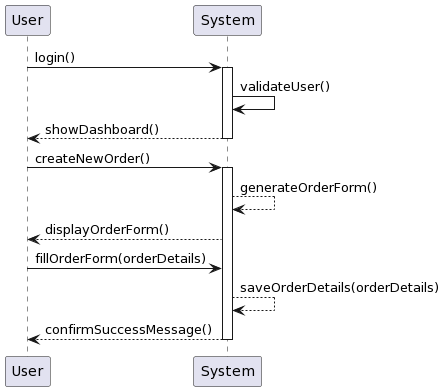 User System
login()
validateUser()
showDashboard()
createNewOrder()
generateOrderForm()
displayOrderForm()
fillOrderForm(orderDetails)
saveOrderDetails(orderDetails)
confirmSuccessMessage()
User System